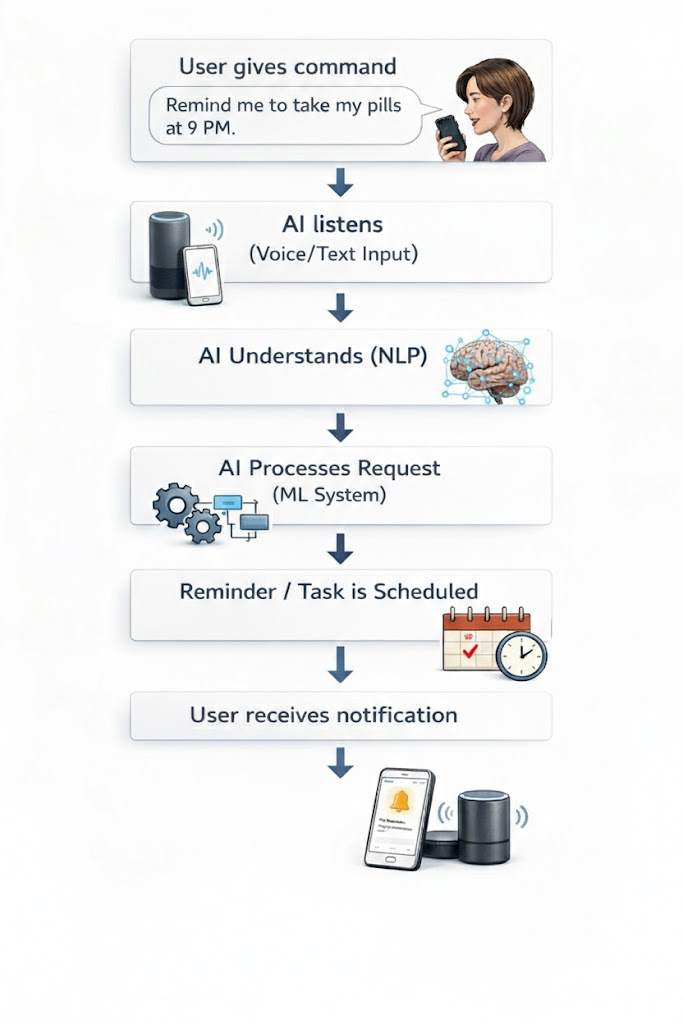 User gives command
Remind me to take my pills
at 9 PM.
AI listens
(Voice/Text Input)
AI Understands (NLP)
AI Processes Request
(ML System)
Reminder / Task is Scheduled
User receives notification